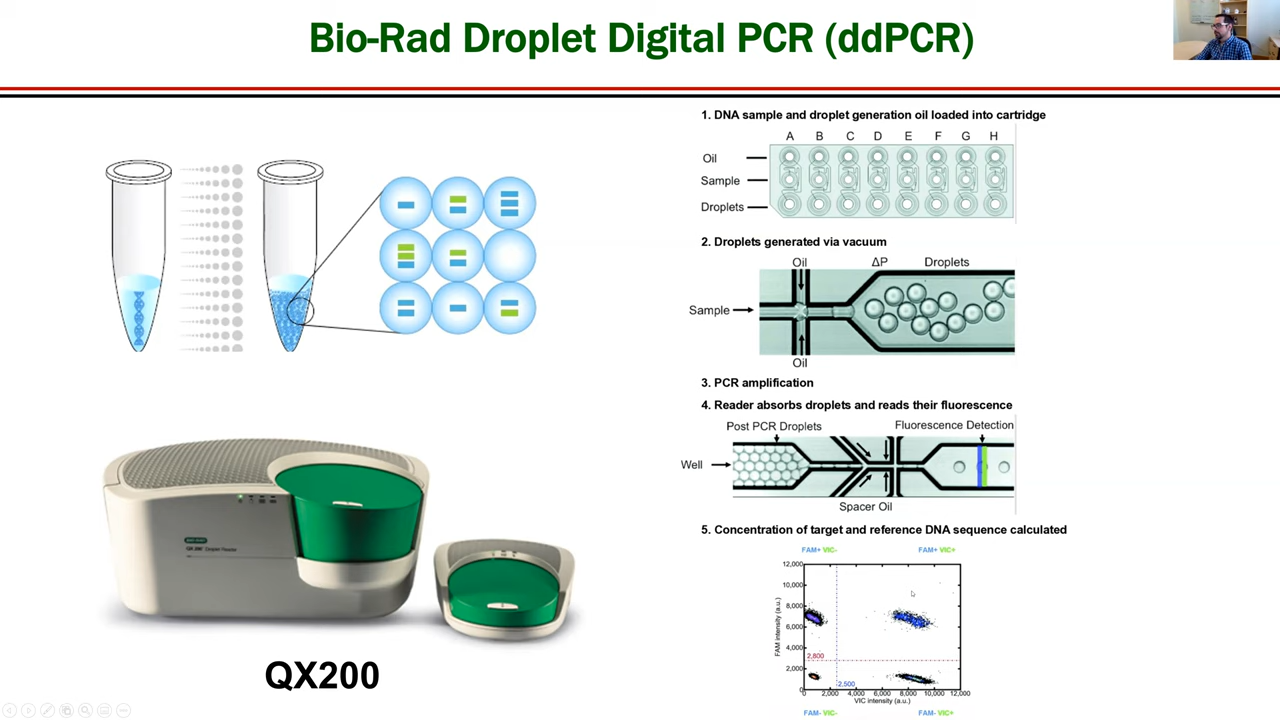 Bio-Rad Droplet Digital PCR (ddPCR)
1. DNA sample and droplet generation oil loaded into cartridge
A B C D E F G H
Oil
Sample
Droplets
2. Droplets generated via vacuum
Oil ΔP Droplets
Sample
Oil
3. PCR amplification
4. Reader absorbs droplets and reads their fluorescence
Post PCR Droplets Fluorescence Detection
Well
Spacer Oil
5. Concentration of target and reference DNA sequence calculated
FAM+ VIC- FAM+ VIC+
12,000
10,000
8,000
6,000
4,000
2,000
0
FAM intensity (a.u.)
2,800
2,500
0 2,000 4,000 6,000 8,000 10,000 12,000
VIC intensity (a.u.)
FAM- VIC- FAM- VIC+
QX200 Droplet Reader
QX200